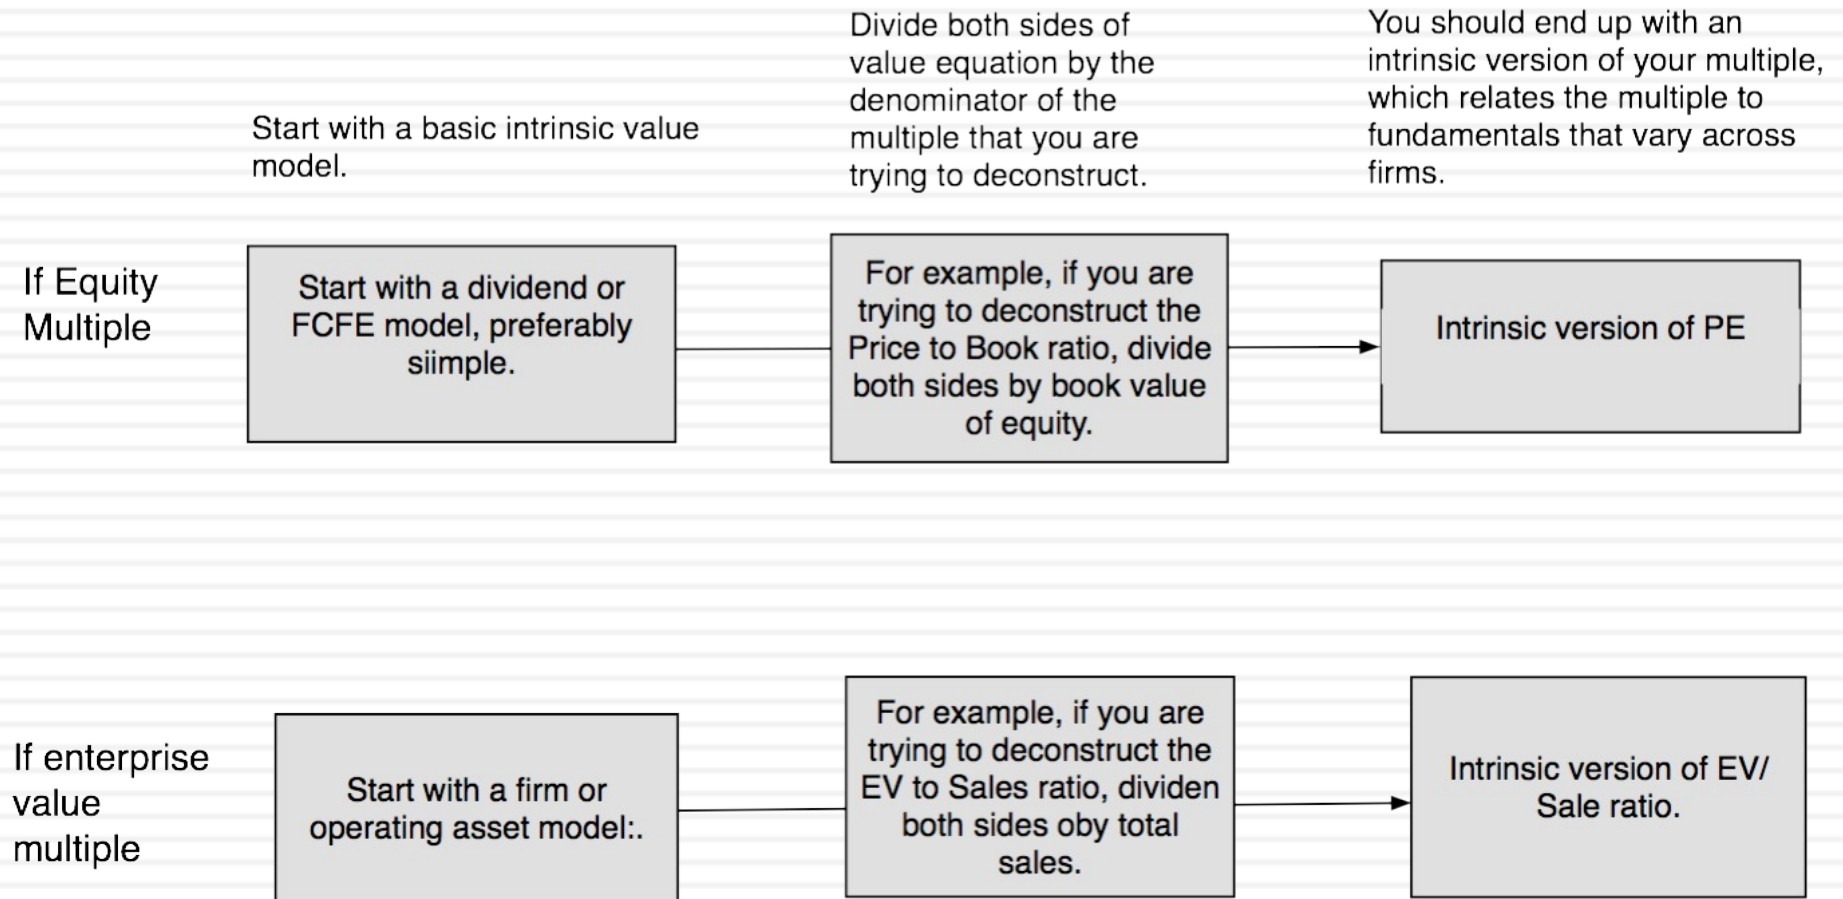 Start with a basic intrinsic value
model.
Divide both sides of
value equation by the
denominator of the
multiple that you are
trying to deconstruct.
You should end up with an
intrinsic version of your multiple,
which relates the multiple to
fundamentals that vary across
firms.
If Equity
Multiple
Start with a dividend or
FCFE model, preferably
siimple.
For example, if you are
trying to deconstruct the
Price to Book ratio, divide
both sides by book value
of equity.
Intrinsic version of PE
If enterprise
value
multiple
Start with a firm or
operating asset model:.
For example, if you are
trying to deconstruct the
EV to Sales ratio, dividen
both sides oby total
sales.
Intrinsic version of EV/
Sale ratio.